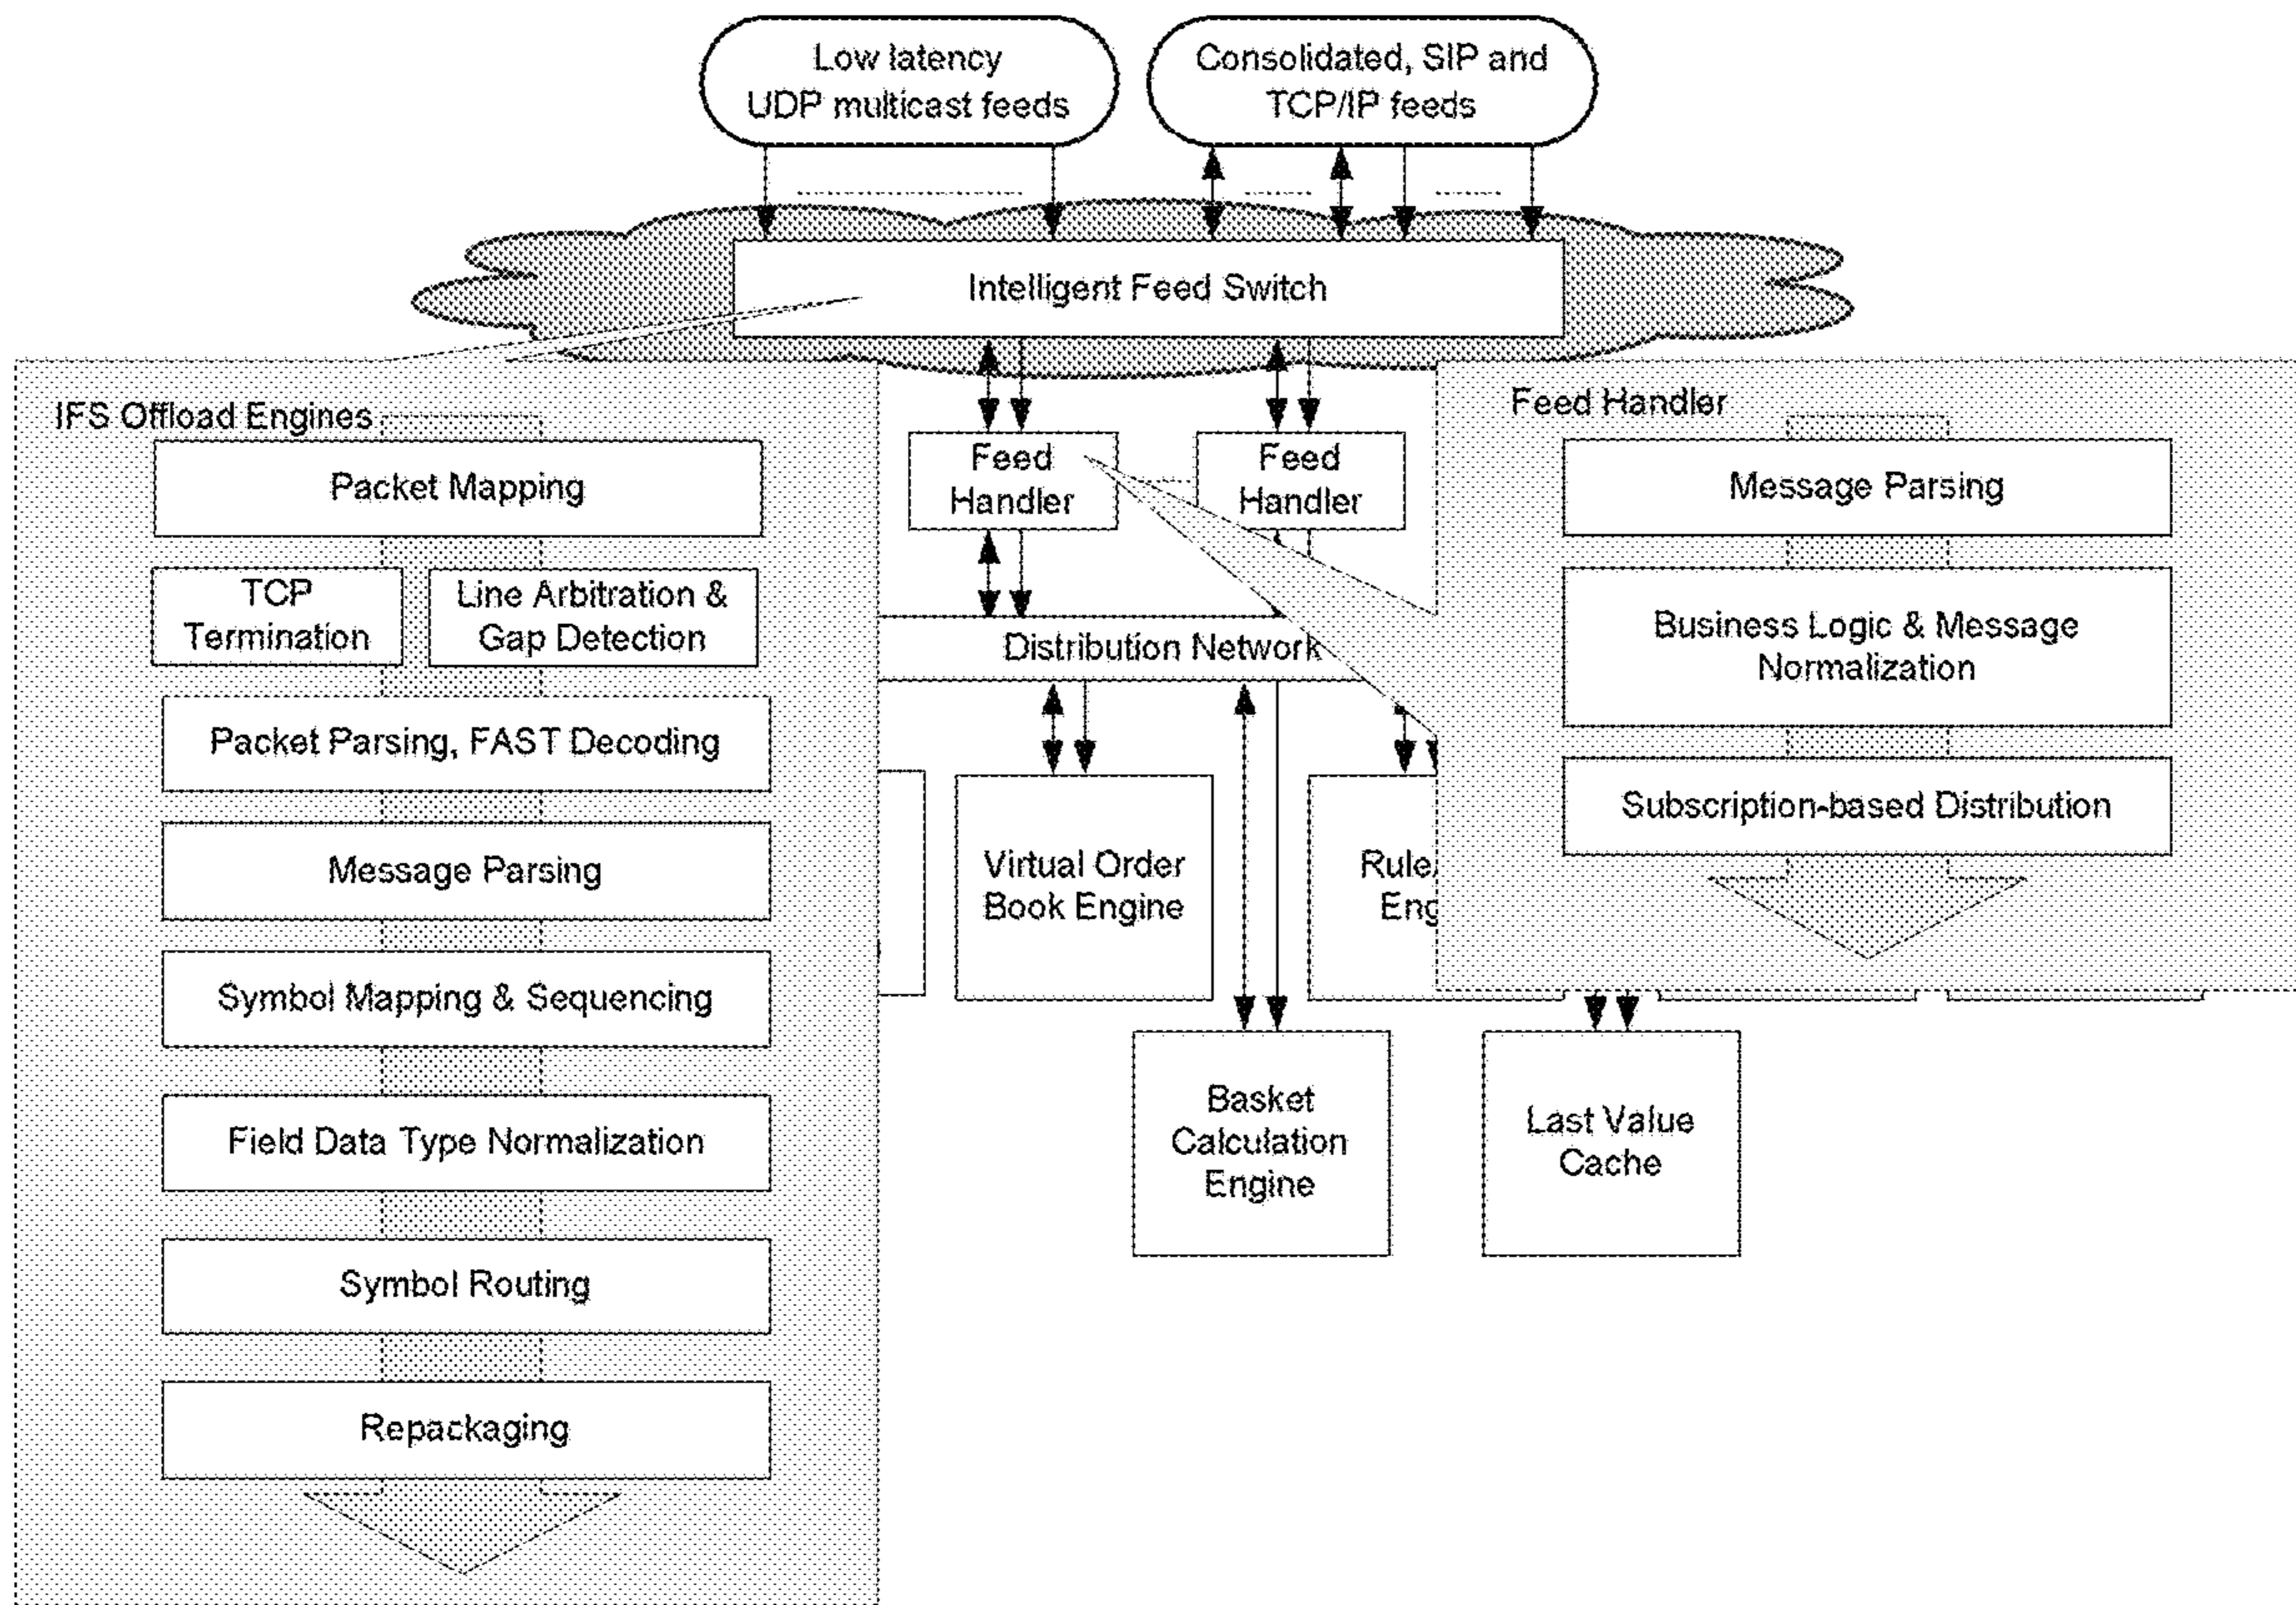 Low latency
UDP multicast feeds
Consolidated, SIP and
TCP/IP feeds
Intelligent Feed Switch
IFS Offload Engines
Packet Mapping
TCP
Termination
Line Arbitration &
Gap Detection
Packet Parsing, FAST Decoding
Message Parsing
Symbol Mapping & Sequencing
Field Data Type Normalization
Symbol Routing
Repackaging
Feed
Handler
Feed
Handler
Distribution Network
Virtual Order
Book Engine
Rule
Eng
Basket
Calculation
Engine
Last Value
Cache
Feed Handler
Message Parsing
Business Logic & Message
Normalization
Subscription-based Distribution